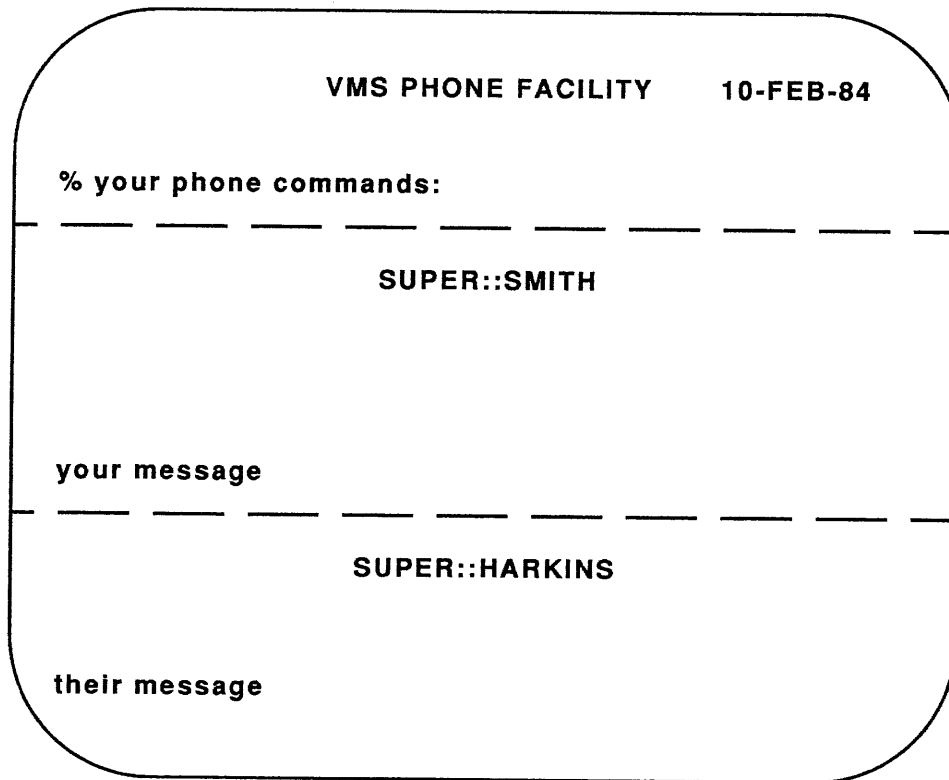 VMS PHONE FACILITY 10-FEB-84
% your phone commands:
SUPER::SMITH
your message
SUPER::HARKINS
their message